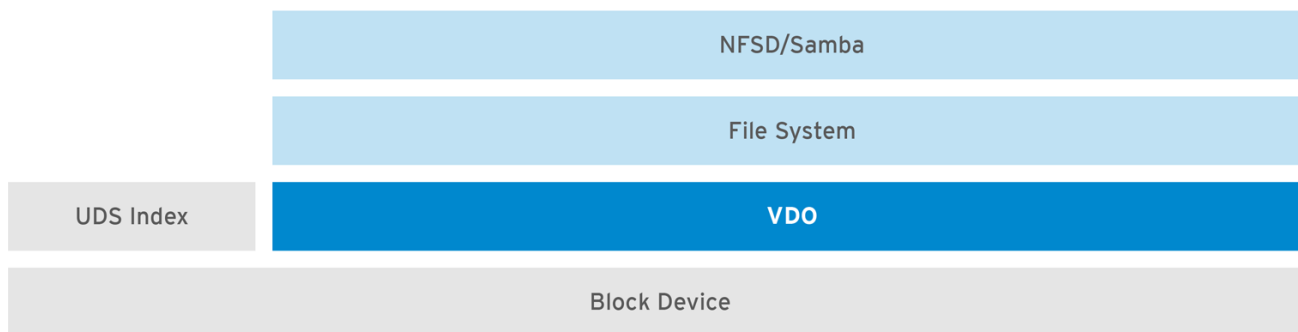 NFSD/Samba
File System
UDS Index
VDO
Block Device